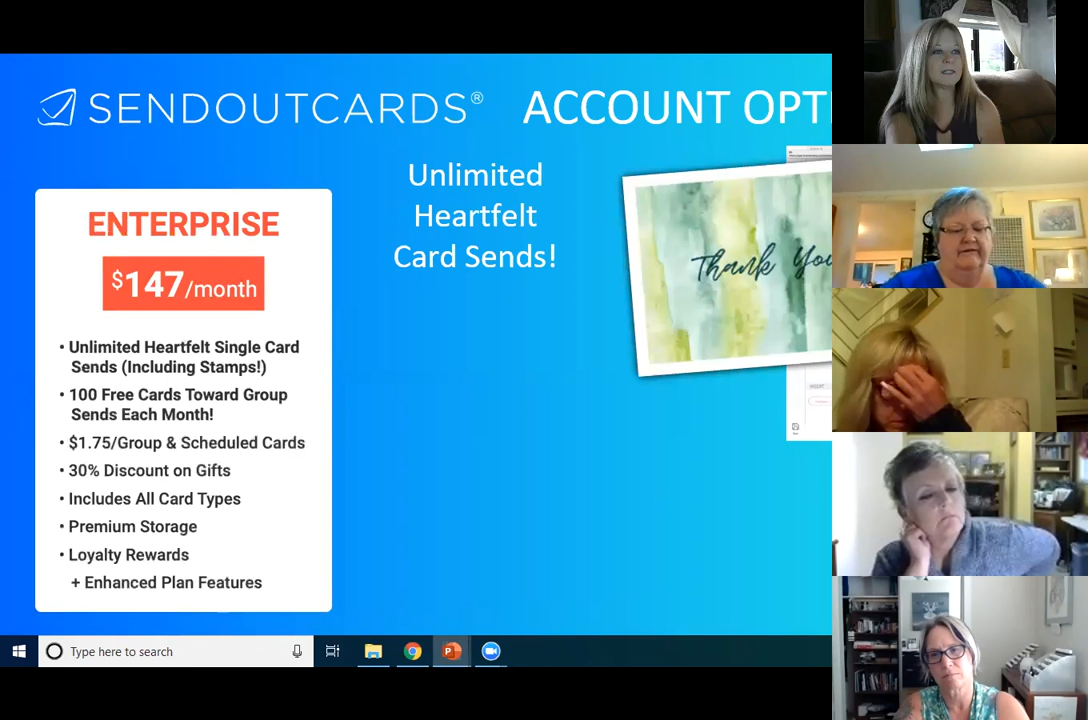 SENDOUTCARDS®
ACCOUNT OPT
Unlimited
Heartfelt
Card Sends!
ENTERPRISE
$147/month
• Unlimited Heartfelt Single Card
Sends (Including Stamps!)
• 100 Free Cards Toward Group
Sends Each Month!
• $1.75/Group & Scheduled Cards
• 30% Discount on Gifts
• Includes All Card Types
• Premium Storage
• Loyalty Rewards
+ Enhanced Plan Features
Thank You
Type here to search